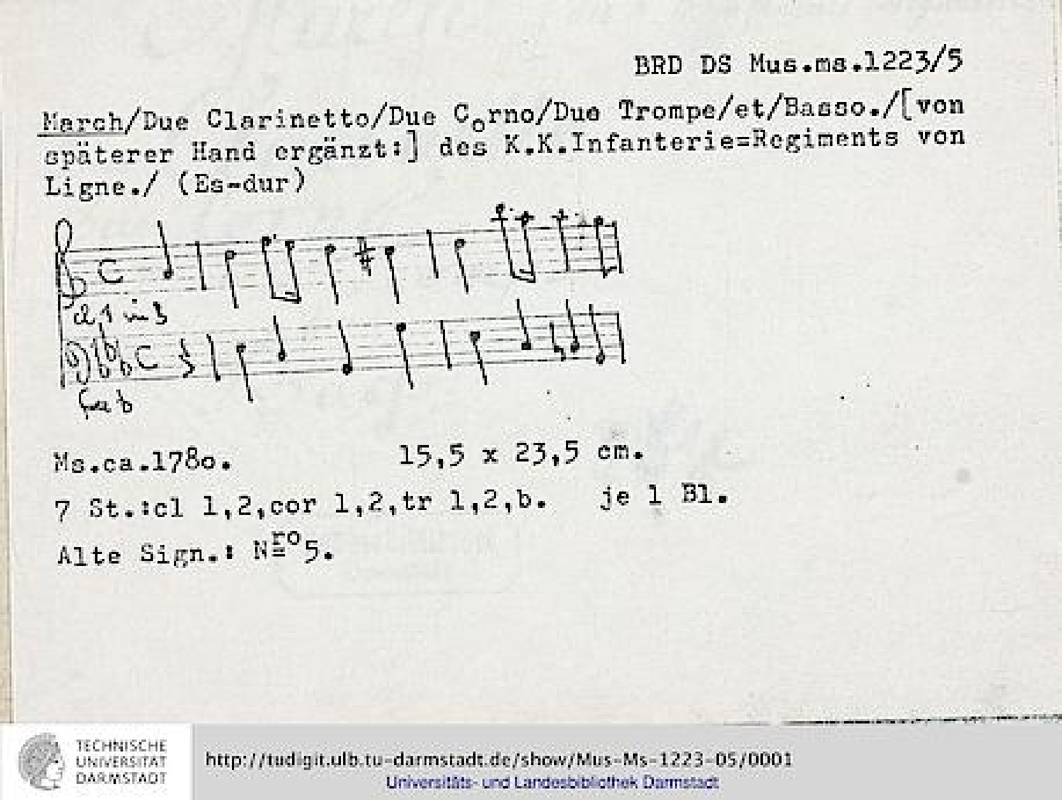 BRD DS Mus.ms.1223/5
March/Due Clarinetto/Due Corno/Due Trompe/et/Basso./[von
späterer Hand ergänzt:] des K.K.Infanterie=Regiments von
Ligne./ (Es-dur)
cl 1 in B
Ms.ca.1780. 15,5 x 23,5 cm.
7 St.:cl 1,2,cor 1,2,tr 1,2,b. je 1 Bl.
Alte Sign.: Nro 5.
TECHNISCHE
UNIVERSITÄT
DARMSTADT
http://tudigit.ulb.tu-darmstadt.de/show/Mus-Ms-1223-05/0001
Universitäts- und Landesbibliothek Darmstadt